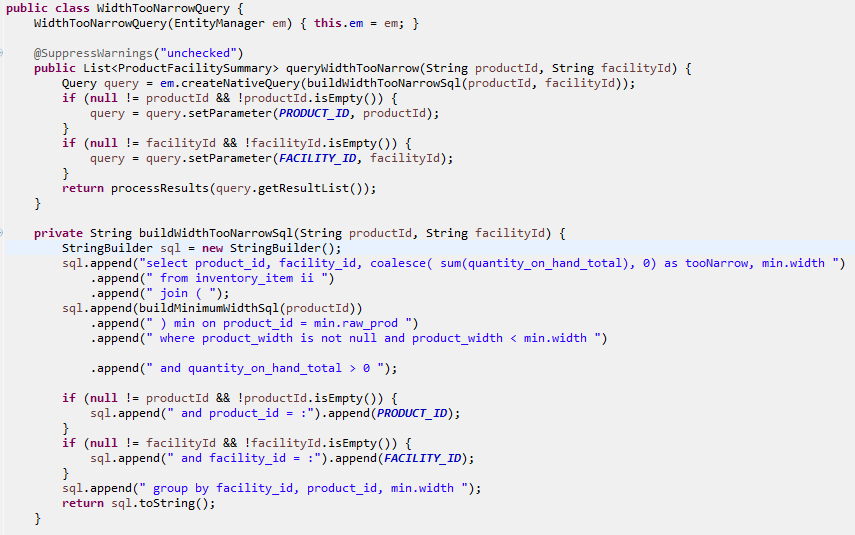 public class WidthTooNarrowQuery {
    WidthTooNarrowQuery(EntityManager em) { this.em = em; }

    @SuppressWarnings("unchecked")
    public List<ProductFacilitySummary> queryWidthTooNarrow(String productId, String facilityId) {
        Query query = em.createNativeQuery(buildWidthTooNarrowSql(productId, facilityId));
        if (null != productId && !productId.isEmpty()) {
            query = query.setParameter(PRODUCT_ID, productId);
        }
        if (null != facilityId && !facilityId.isEmpty()) {
            query = query.setParameter(FACILITY_ID, facilityId);
        }
        return processResults(query.getResultList());
    }

    private String buildWidthTooNarrowSql(String productId, String facilityId) {
        StringBuilder sql = new StringBuilder();
        sql.append("select product_id, facility_id, coalesce( sum(quantity_on_hand_total), 0) as tooNarrow, min.width ")
            .append(" from inventory_item ii ")
            .append(" join ( ");
        sql.append(buildMinimumWidthSql(productId))
            .append(" ) min on product_id = min.raw_prod ")
            .append(" where product_width is not null and product_width < min.width ")

            .append(" and quantity_on_hand_total > 0 ");

        if (null != productId && !productId.isEmpty()) {
            sql.append(" and product_id = :").append(PRODUCT_ID);
        }
        if (null != facilityId && !facilityId.isEmpty()) {
            sql.append(" and facility_id = :").append(FACILITY_ID);
        }
        sql.append(" group by facility_id, product_id, min.width ");
        return sql.toString();
    }